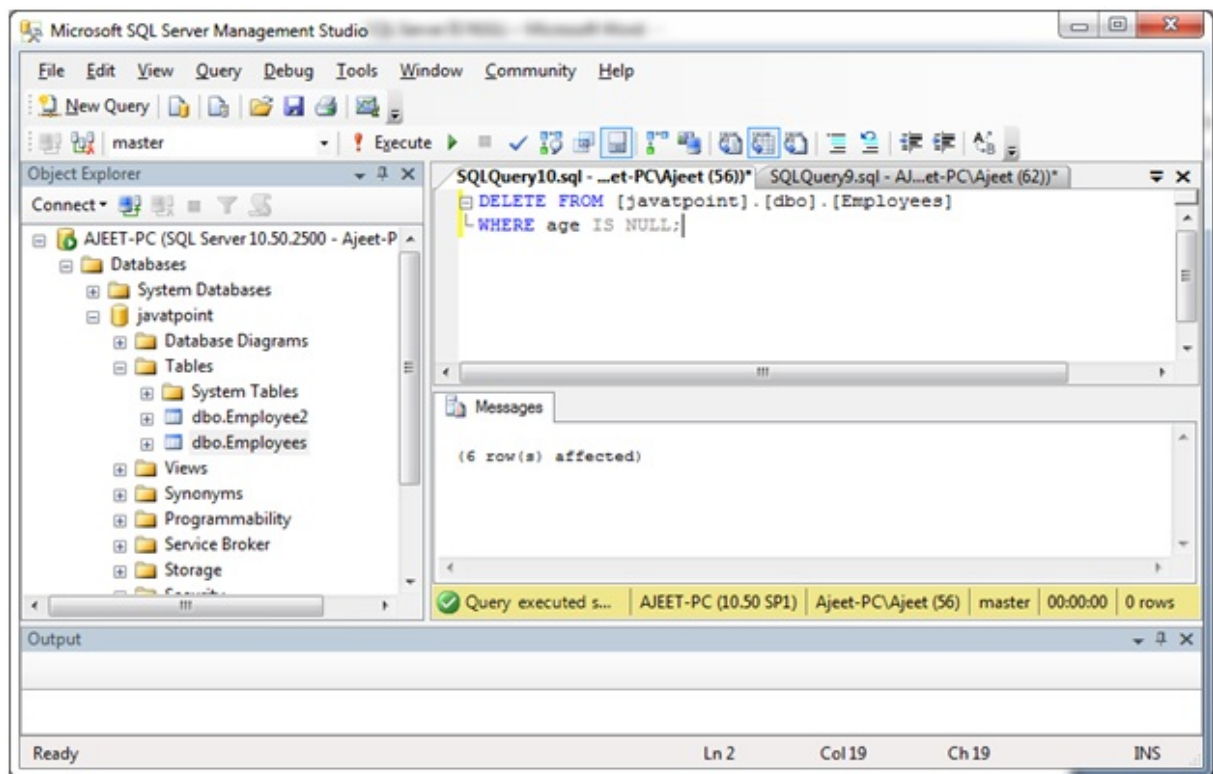 Microsoft SQL Server Management Studio
File Edit View Query Debug Tools Window Community Help
New Query
master Execute
Object Explorer
SQLQuery10.sql - ...et-PC\Ajeet (56))* SQLQuery9.sql - AJ...et-PC\Ajeet (62))*
Connect
DELETE FROM [javatpoint].[dbo].[Employees]
WHERE age IS NULL;
AJEET-PC (SQL Server 10.50.2500 - Ajeet-P
Databases
System Databases
javatpoint
Database Diagrams
Tables
System Tables
dbo.Employee2
dbo.Employees
Views
Synonyms
Programmability
Service Broker
Storage
Messages
(6 row(s) affected)
Query executed s... AJEET-PC (10.50 SP1) Ajeet-PC\Ajeet (56) master 00:00:00 0 rows
Output
Ready Ln 2 Col 19 Ch 19 INS